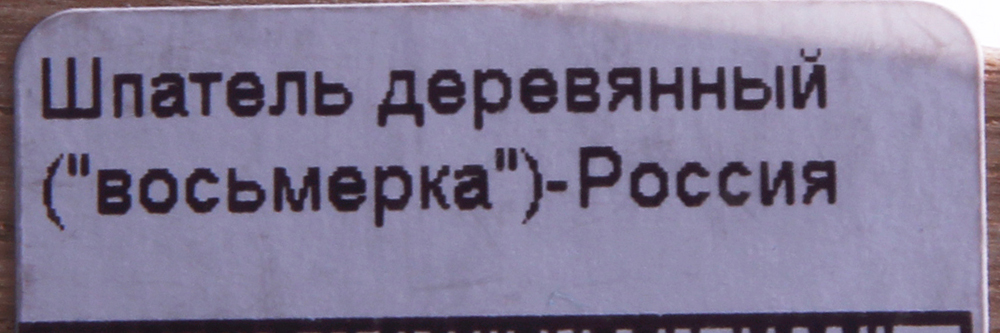 Шпатель деревянный
("восьмерка")-Россия